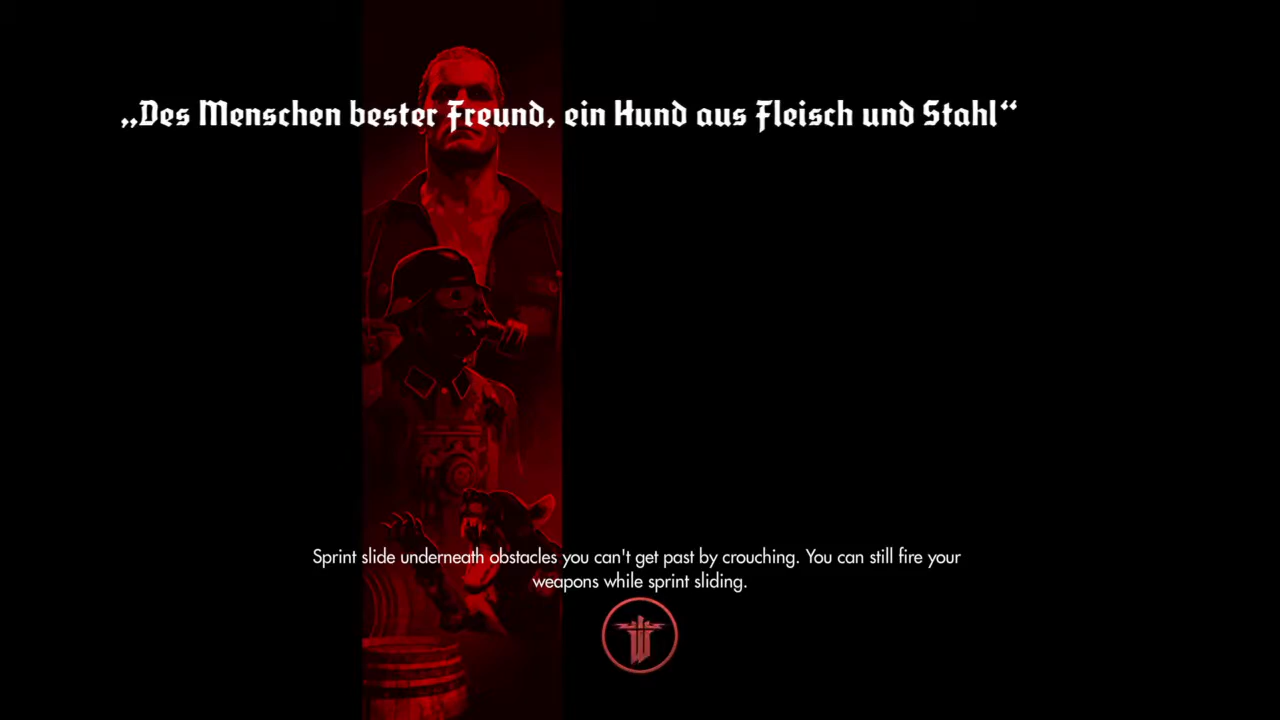 „Des Menschen bester Freund, ein Hund aus Fleisch und Stahl“
Sprint slide underneath obstacles you can't get past by crouching. You can still fire your
weapons while sprint sliding.